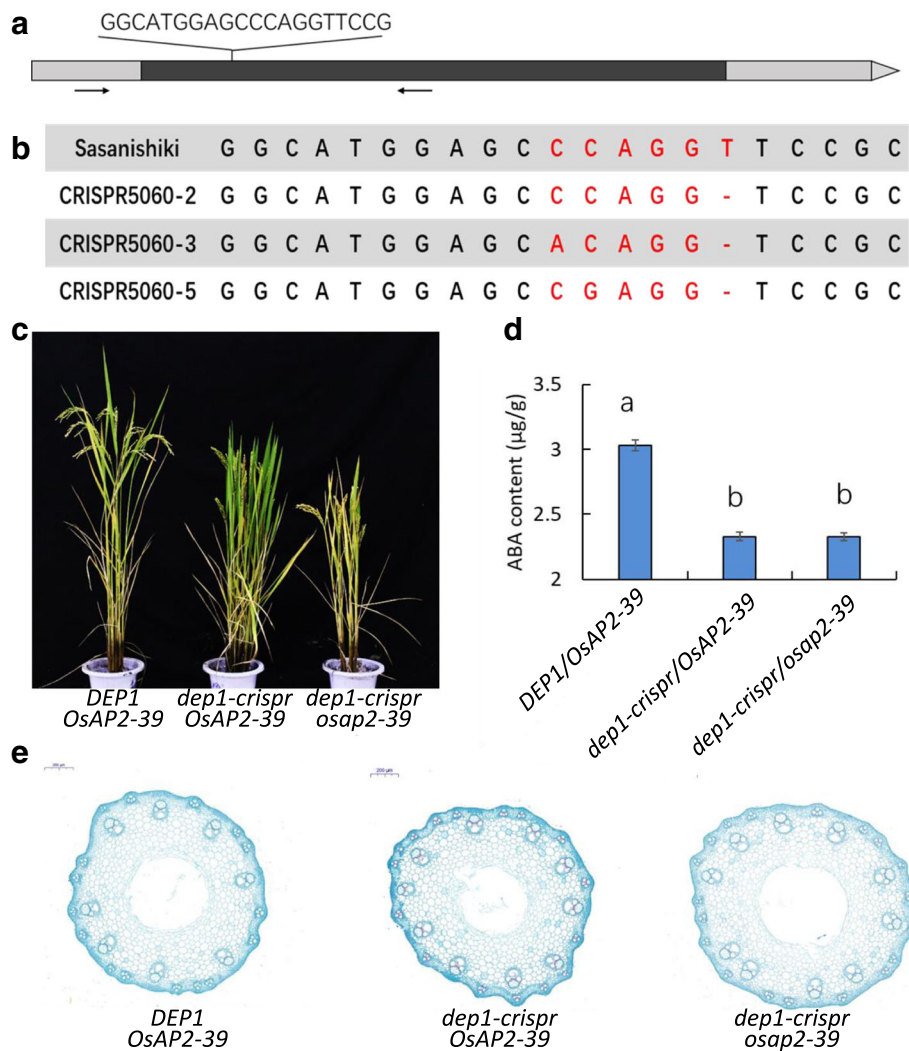 a
GGCATGGAGCCCAGGTTCCG
b
Sasanishiki G G C A T G G A G C C C A G G T T C C G C
CRISPR5060-2 G G C A T G G A G C C C A G G - T C C G C
CRISPR5060-3 G G C A T G G A G C A C A G G - T C C G C
CRISPR5060-5 G G C A T G G A G C C G A G G - T C C G C
c
DEP1
OsAP2-39
dep1-crispr
OsAP2-39
dep1-crispr
osap2-39
d
ABA content (μg/g)
3.5
3
2.5
2
a
b
b
DEP1/OsAP2-39
dep1-crispr/OsAP2-39
dep1-crispr/osap2-39
e
200 μm
DEP1
OsAP2-39
dep1-crispr
OsAP2-39
dep1-crispr
osap2-39